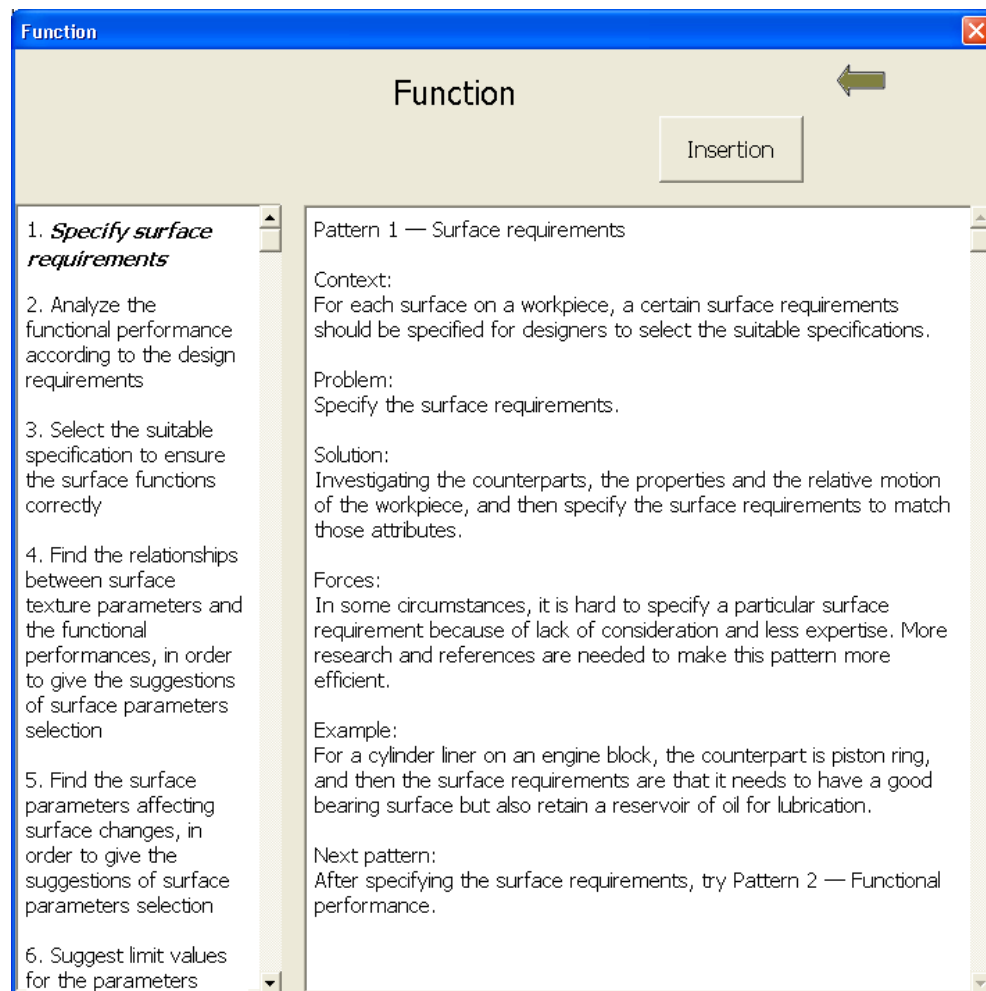 Function
Function
Insertion
1. Specify surface
requirements
2. Analyze the
functional performance
according to the design
requirements
3. Select the suitable
specification to ensure
the surface functions
correctly
4. Find the relationships
between surface
texture parameters and
the functional
performances, in order
to give the suggestions
of surface parameters
selection
5. Find the surface
parameters affecting
surface changes, in
order to give the
suggestions of surface
parameters selection
6. Suggest limit values
for the parameters
Pattern 1 — Surface requirements
Context:
For each surface on a workpiece, a certain surface requirements
should be specified for designers to select the suitable specifications.
Problem:
Specify the surface requirements.
Solution:
Investigating the counterparts, the properties and the relative motion
of the workpiece, and then specify the surface requirements to match
those attributes.
Forces:
In some circumstances, it is hard to specify a particular surface
requirement because of lack of consideration and less expertise. More
research and references are needed to make this pattern more
efficient.
Example:
For a cylinder liner on an engine block, the counterpart is piston ring,
and then the surface requirements are that it needs to have a good
bearing surface but also retain a reservoir of oil for lubrication.
Next pattern:
After specifying the surface requirements, try Pattern 2 — Functional
performance.